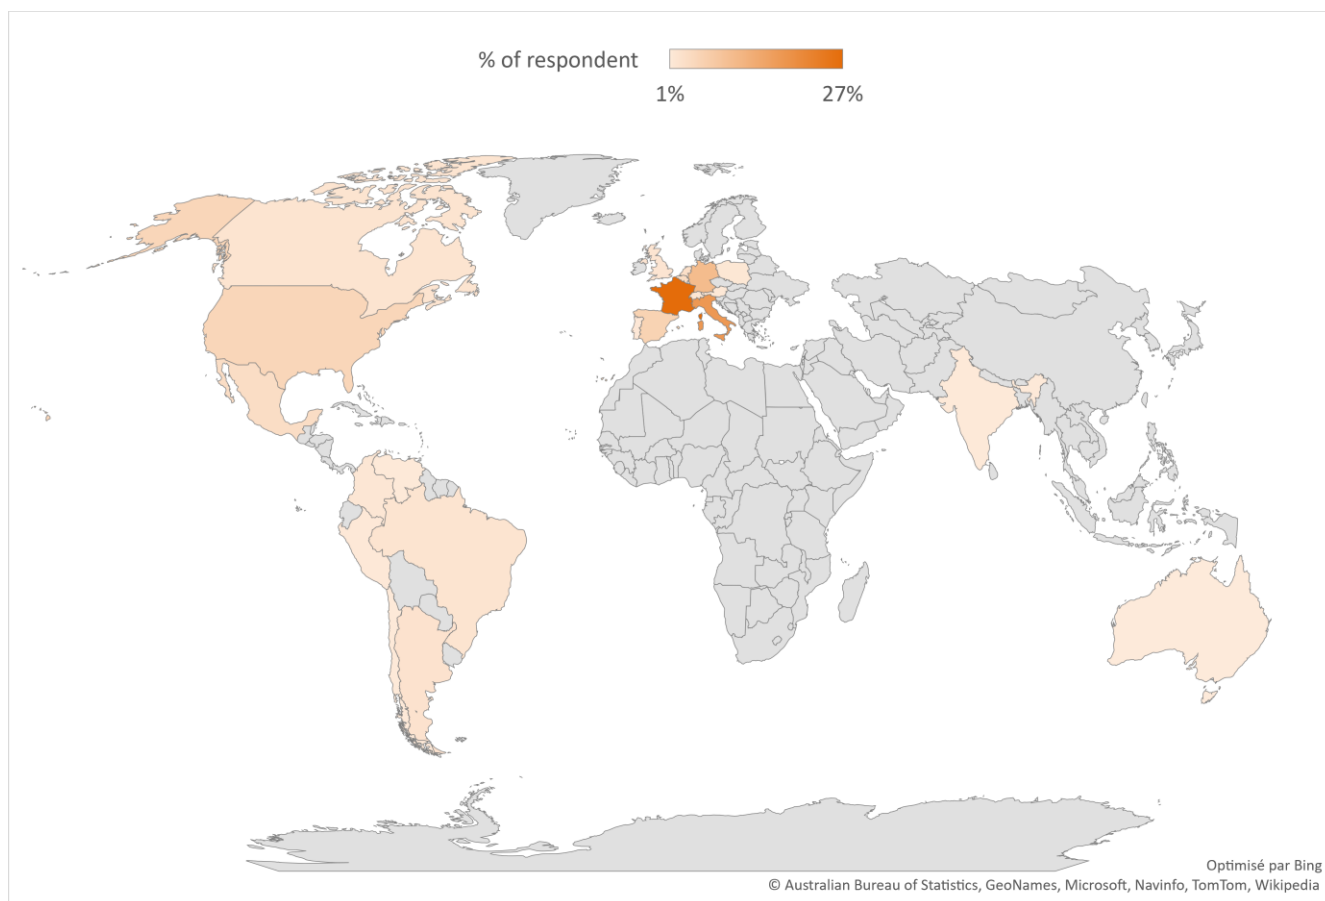 % of respondent
1% 27%
Optimisé par Bing
© Australian Bureau of Statistics, GeoNames, Microsoft, Navinfo, TomTom, Wikipedia